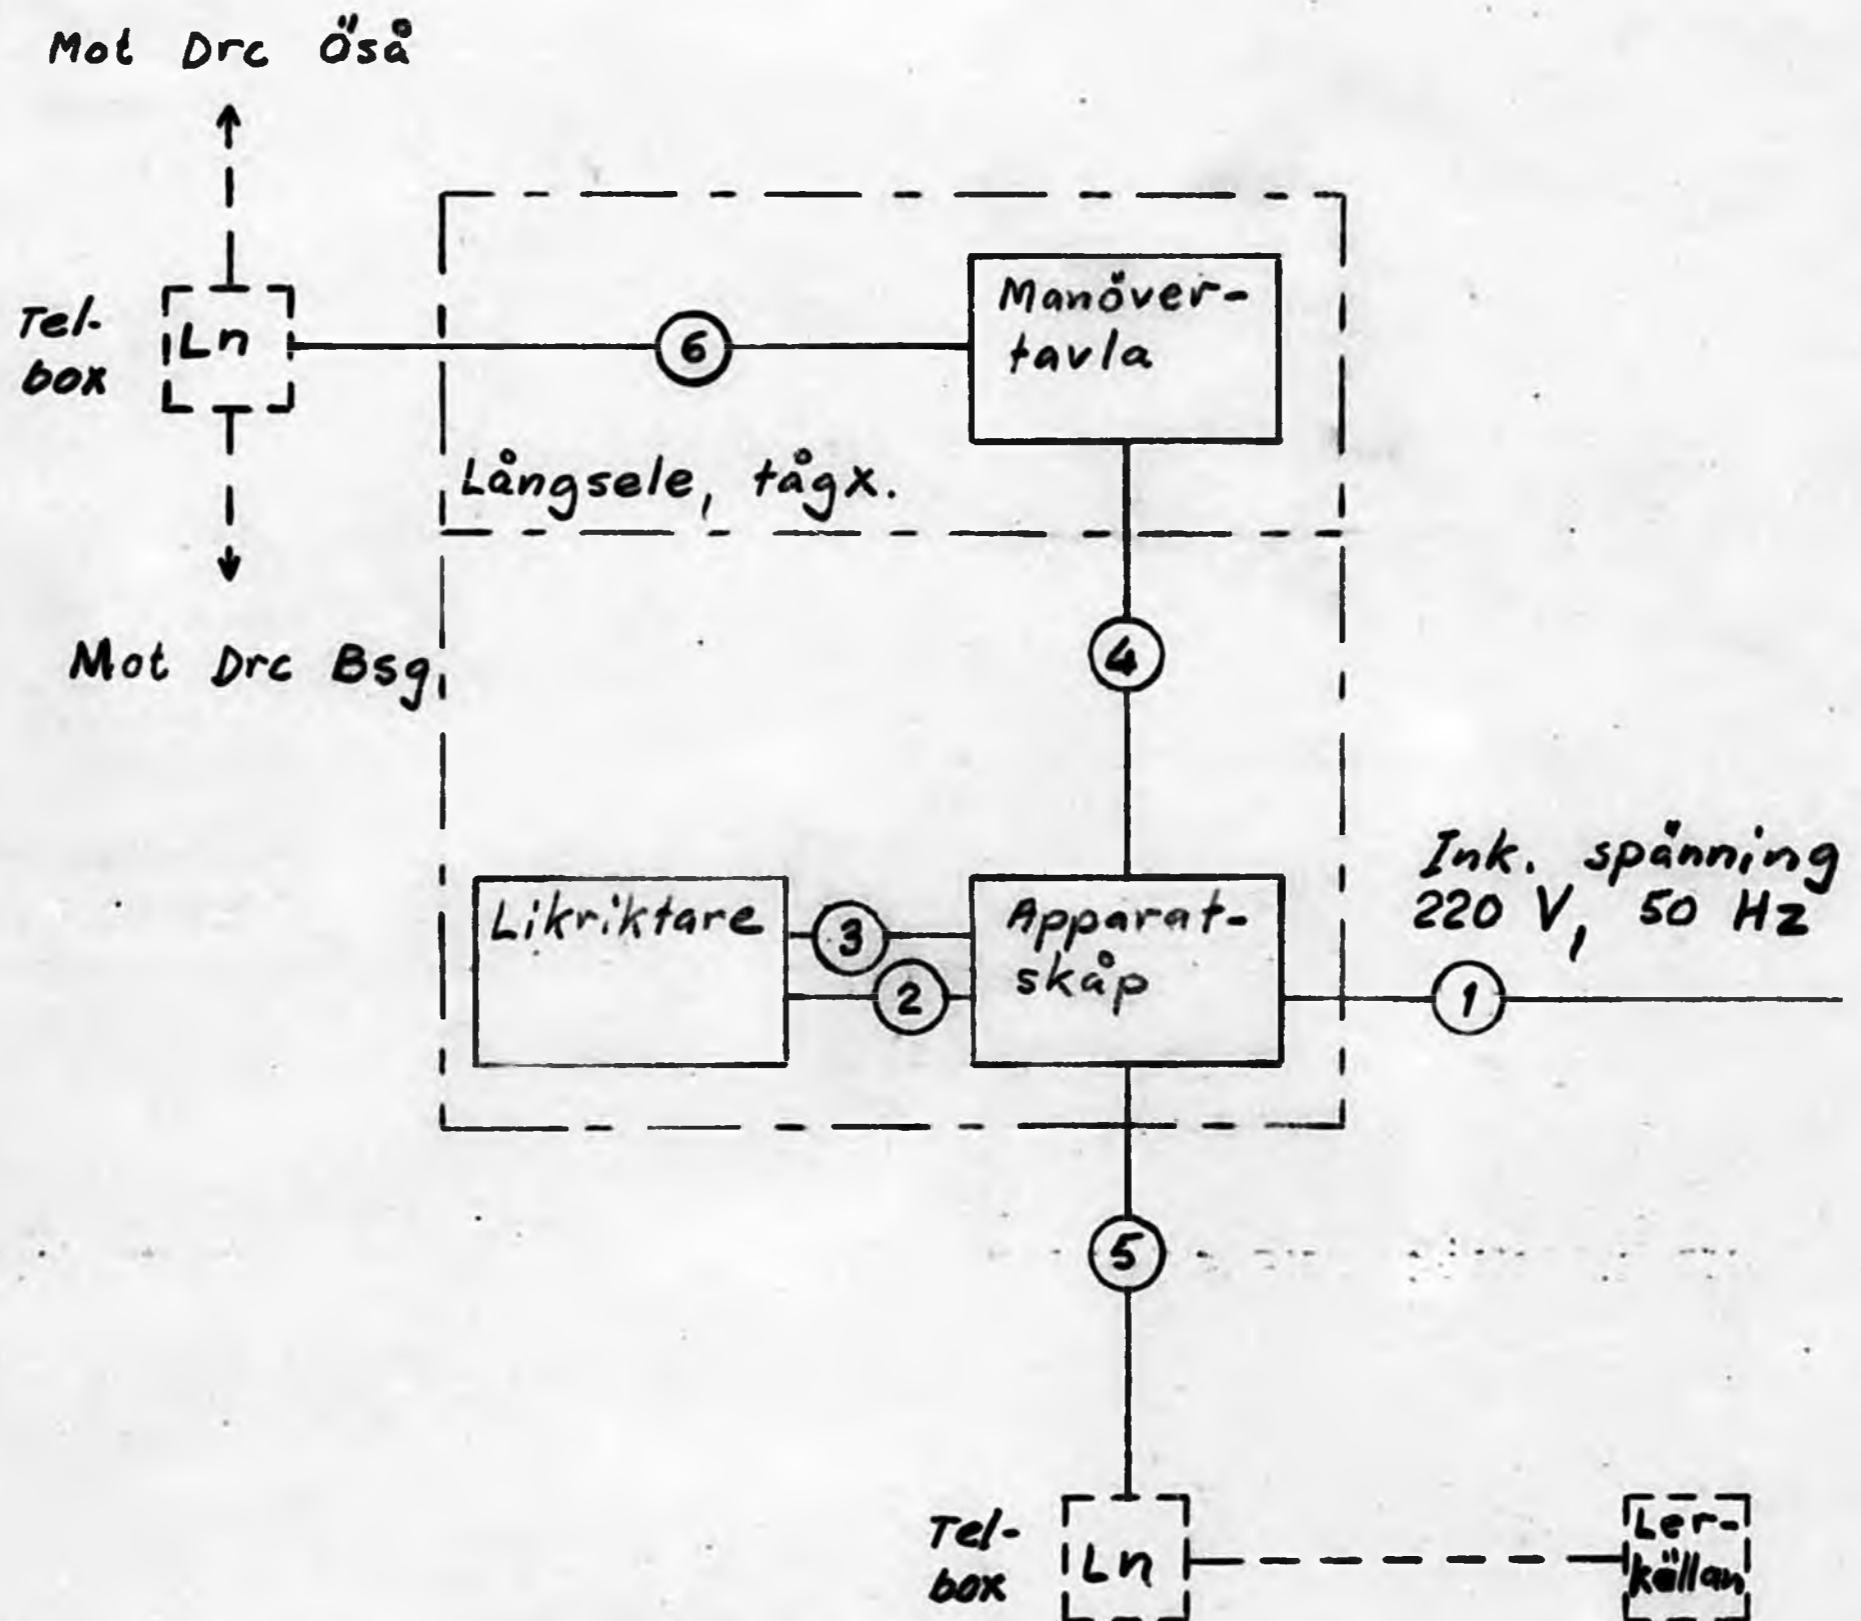 Mot Drc Öså
Tel-
box
Ln
6
Manöver-
tavla
Långsele, tågx.
Mot Drc Bsg
4
Likriktare
3
2
Apparat-
skåp
Ink. spänning
220 V, 50 Hz
1
5
Tel-
box
Ln
Ler-
källan